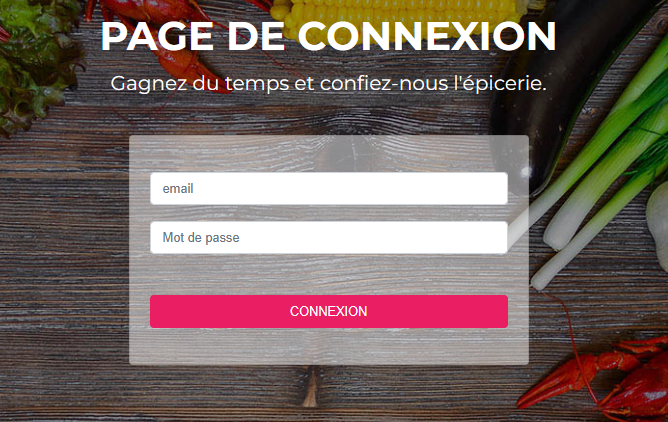 PAGE DE CONNEXION
Gagnez du temps et confiez-nous l'épicerie.
email
Mot de passe
CONNEXION